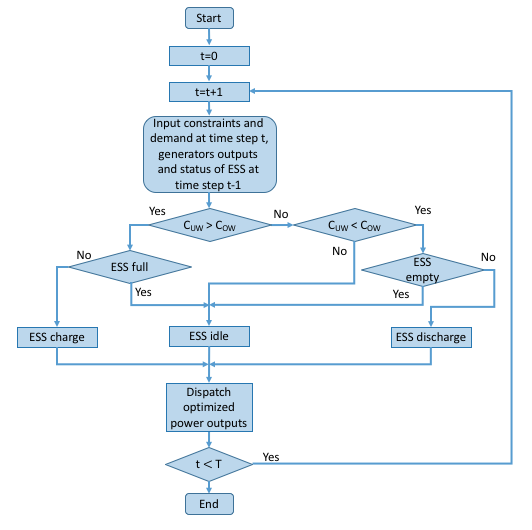 Start
t=0
t=t+1
Input constraints and
demand at time step t,
generators outputs
and status of ESS at
time step t-1
Yes
C_UW > C_OW
No
C_UW < C_OW
Yes
No
No
ESS full
Yes
ESS
empty
No
Yes
ESS charge
ESS idle
ESS discharge
Dispatch
optimized
power outputs
t < T
Yes
End